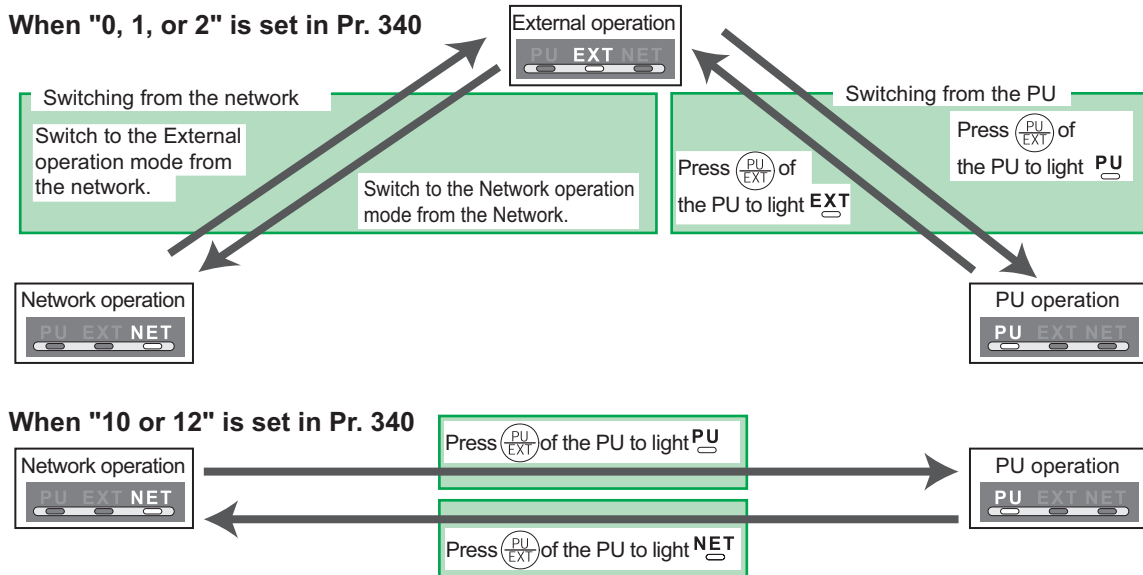 When "0, 1, or 2" is set in Pr. 340
External operation
PU EXT NET
Switching from the network
Switch to the External
operation mode from
the network.
Switch to the Network operation
mode from the Network.
Switching from the PU
Press PU/EXT of
the PU to light EXT
Press PU/EXT of
the PU to light PU
Network operation
PU EXT NET
PU operation
PU EXT NET
When "10 or 12" is set in Pr. 340
Network operation
PU EXT NET
Press PU/EXT of the PU to light PU
Press PU/EXT of the PU to light NET
PU operation
PU EXT NET